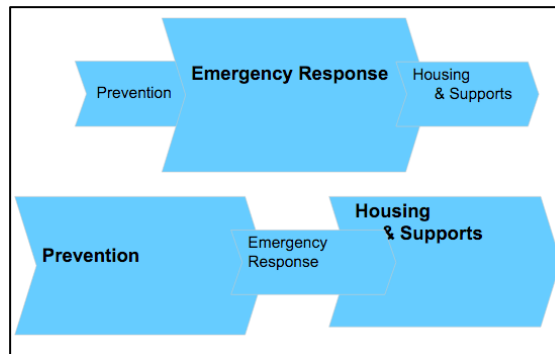 Prevention
Emergency Response
Housing
& Supports
Prevention
Emergency
Response
Housing
& Supports